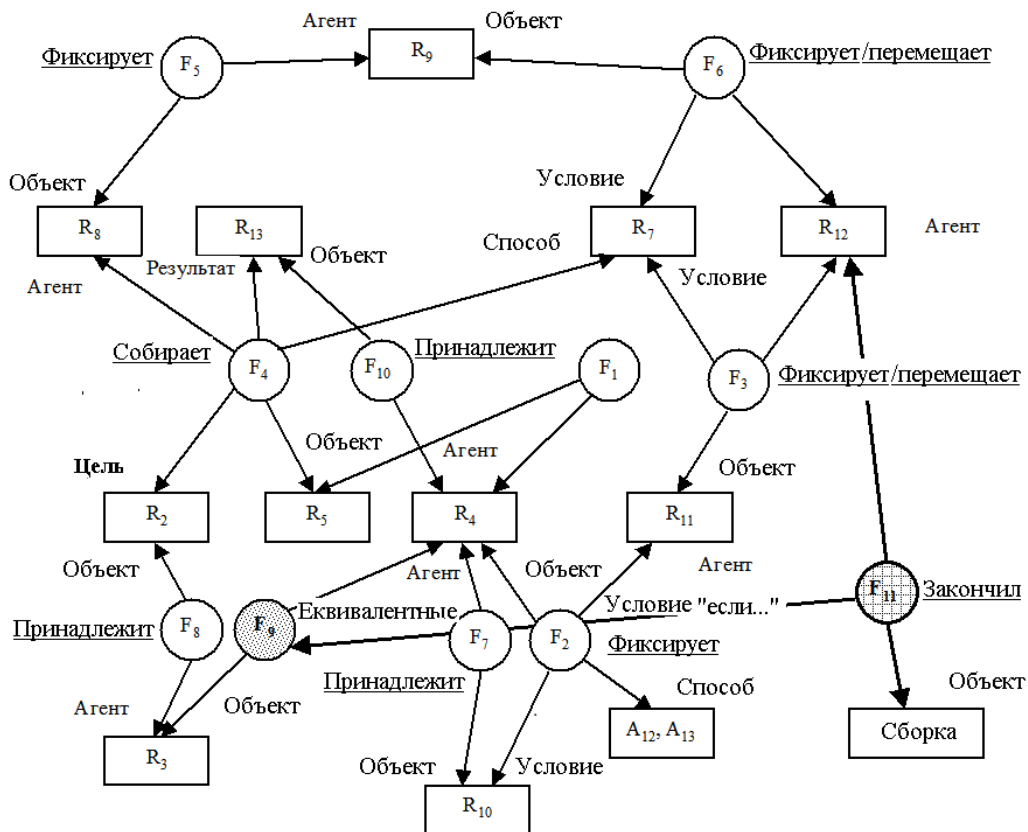 Агент
Объект
Фиксирует
F5
R9
F6
Фиксирует/перемещает
Объект
Условие
R8
R13
Способ
R7
R12
Агент
Агент
Результат
Объект
Условие
Собирает
F4
F10
Принадлежит
F1
F3
Фиксирует/перемещает
Цель
Объект
Агент
Объект
R2
R5
R4
R11
Объект
Агент
Объект
Агент
Принадлежит
F8
F9
Еквивалентные
F7
F2
Условие "если..."
Фиксирует
F11
Закончил
Принадлежит
Способ
Объект
Агент
Объект
R3
A12, A13
Сборка
Объект
Условие
R10